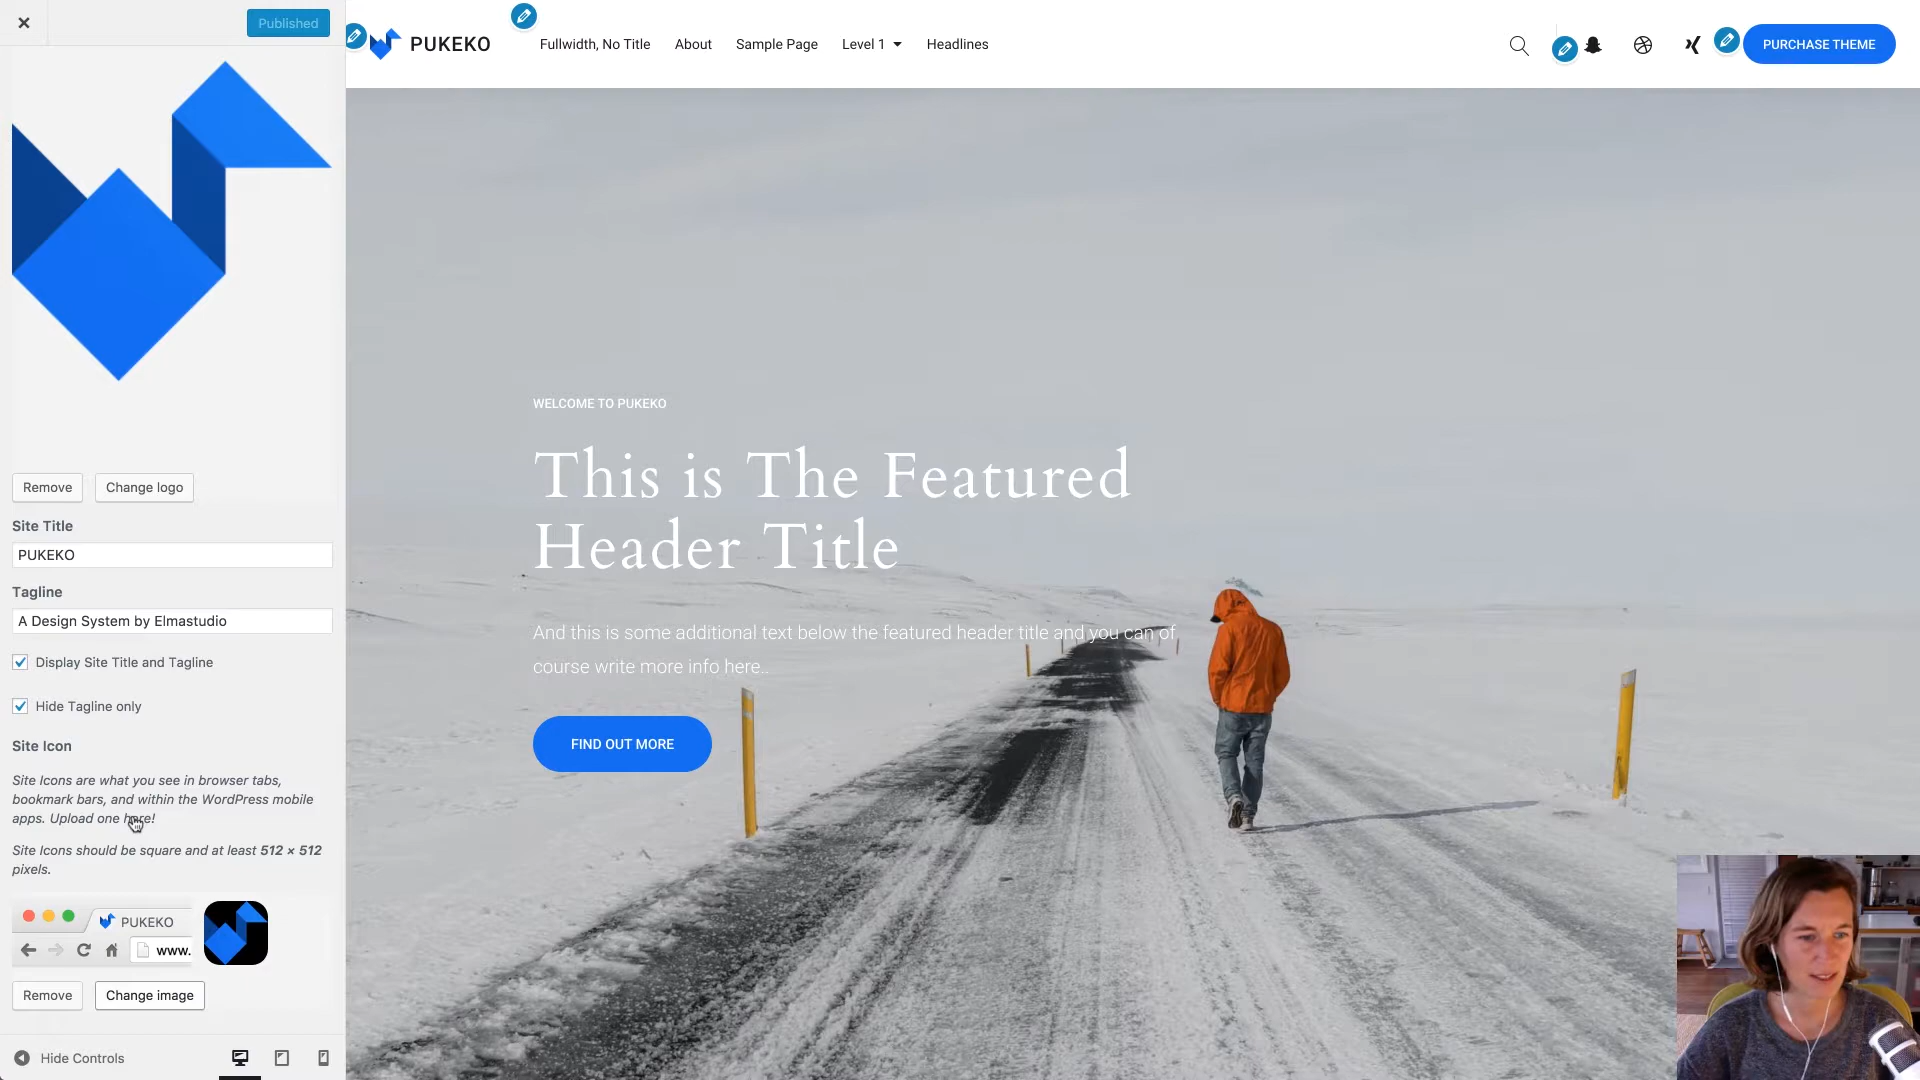 Published
PUKEKO
Fullwidth, No Title
About
Sample Page
Level 1
Headlines
PURCHASE THEME
Remove
Change logo
Site Title
PUKEKO
Tagline
A Design System by Elmastudio
Display Site Title and Tagline
Hide Tagline only
Site Icon
Site Icons are what you see in browser tabs,
bookmark bars, and within the WordPress mobile
apps. Upload one here!
Site Icons should be square and at least 512 × 512
pixels.
PUKEKO
www.
Remove
Change image
Hide Controls
WELCOME TO PUKEKO
This is The Featured
Header Title
And this is some additional text below the featured header title and you can of
course write more info here..
FIND OUT MORE